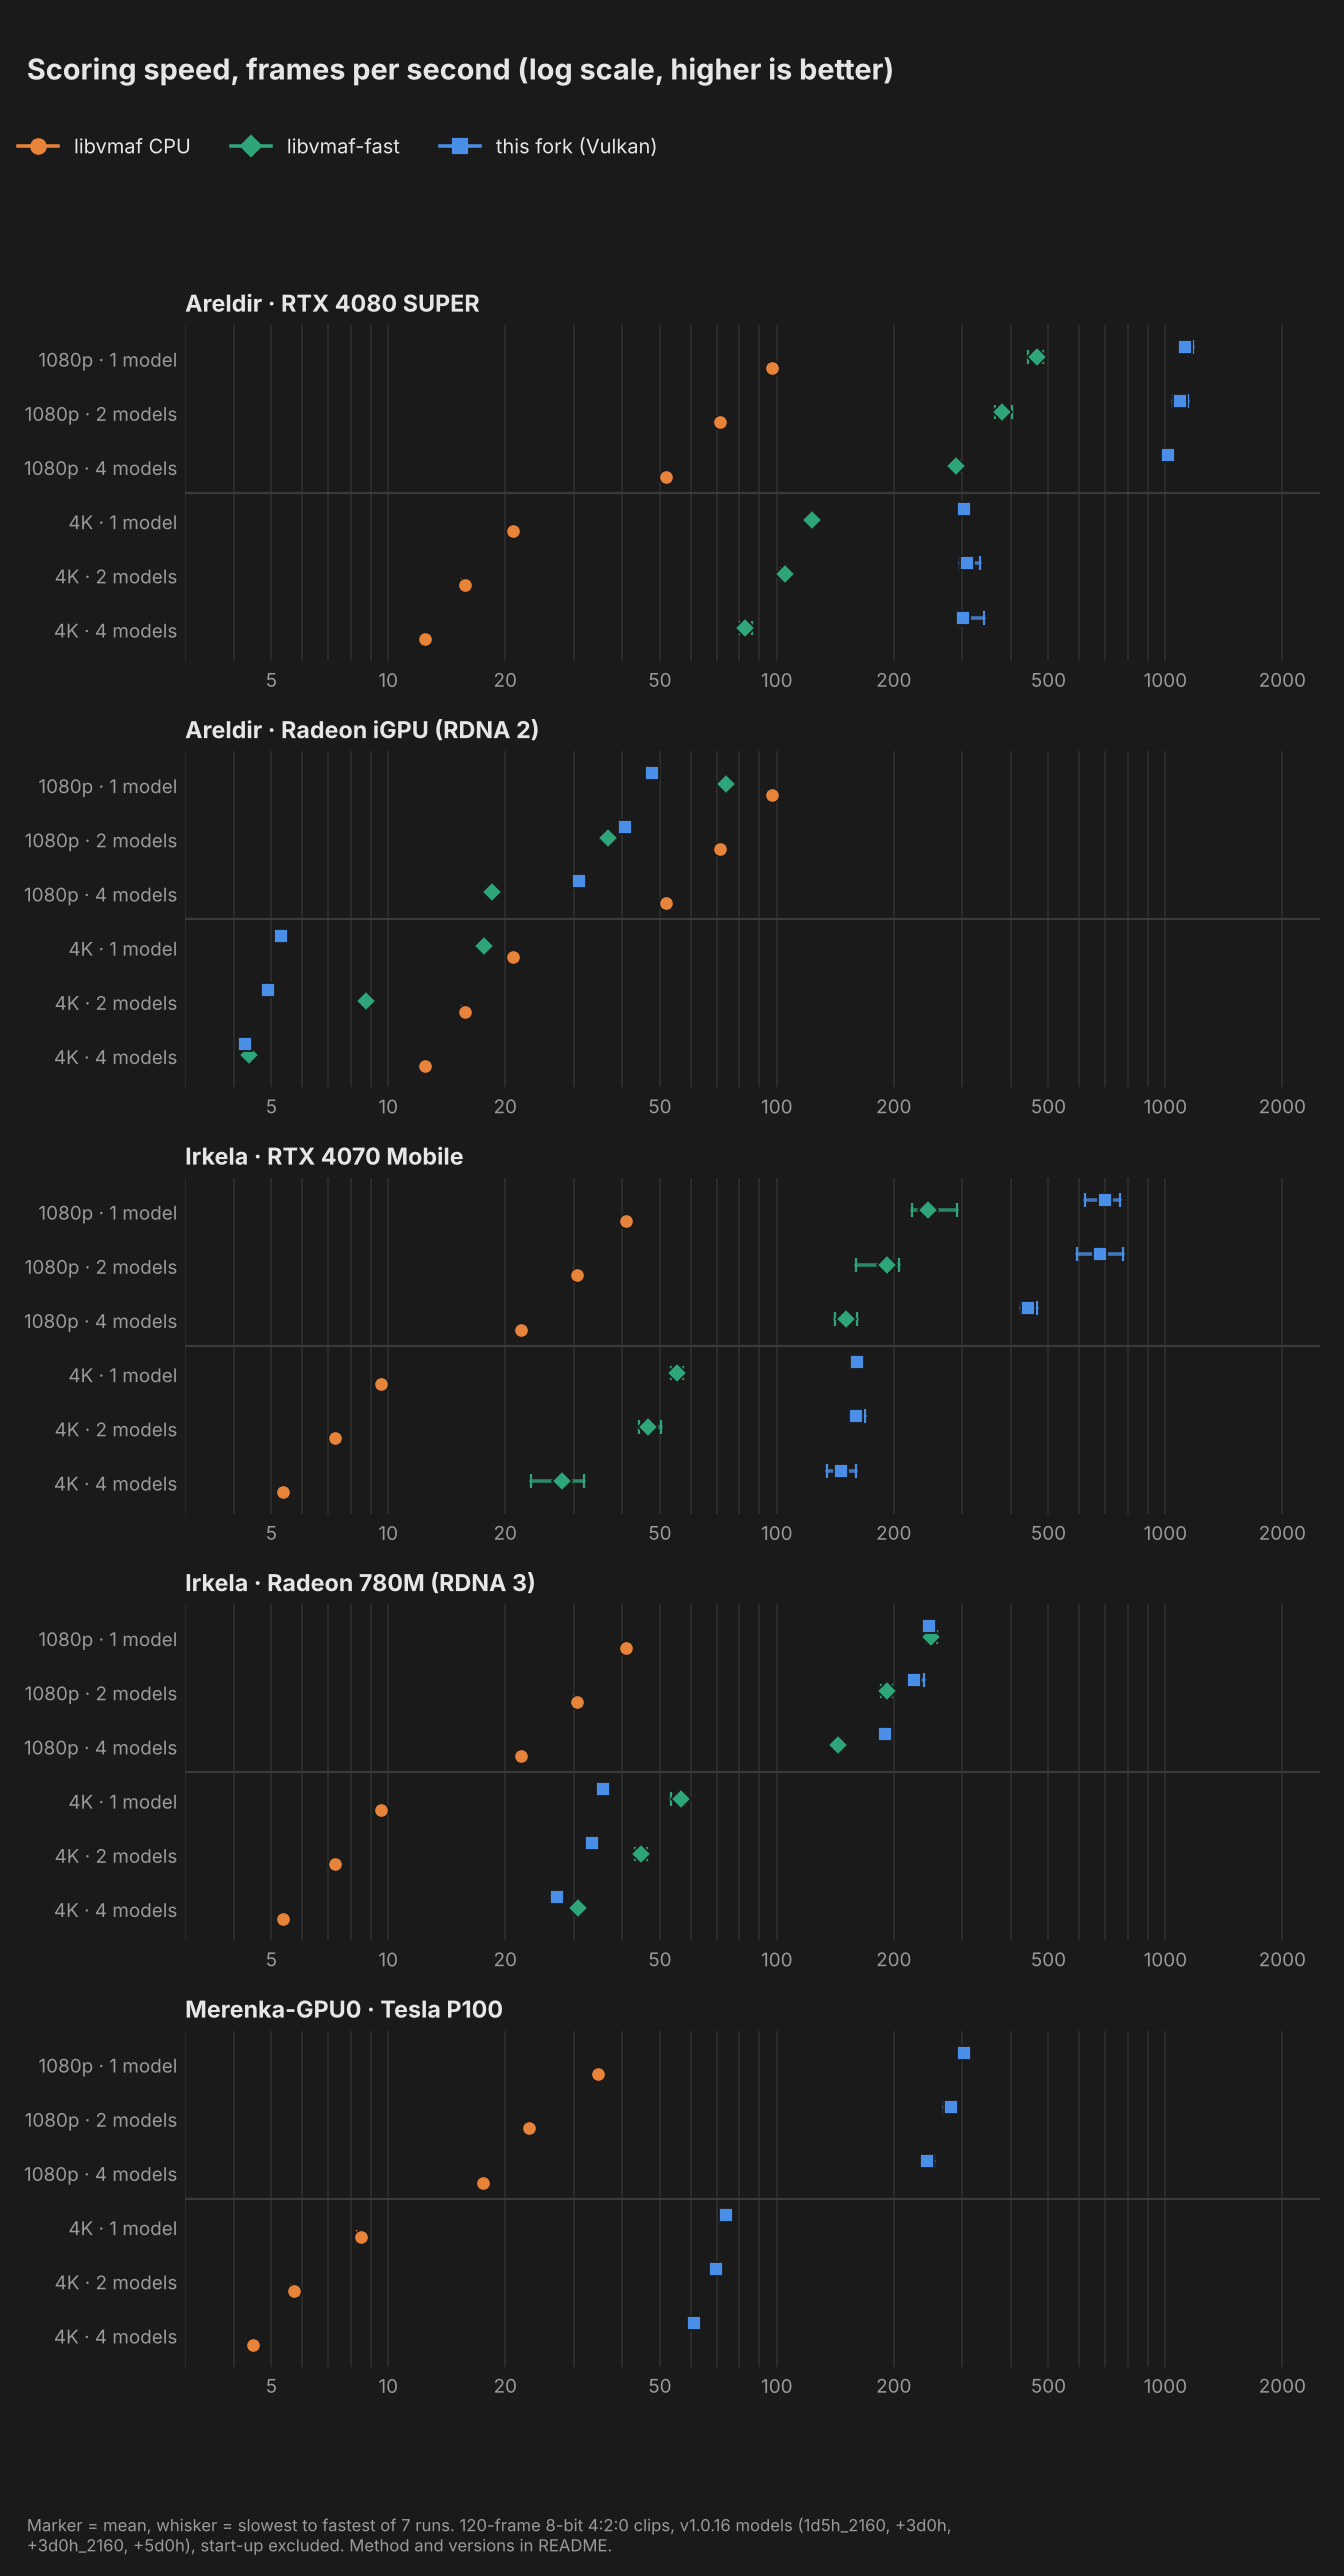 Scoring speed, frames per second (log scale, higher is better)
libvmaf CPU
libvmaf-fast
this fork (Vulkan)
Areldir · RTX 4080 SUPER
1080p · 1 model
1080p · 2 models
1080p · 4 models
4K · 1 model
4K · 2 models
4K · 4 models
5 10 20 50 100 200 500 1000 2000
Areldir · Radeon iGPU (RDNA 2)
1080p · 1 model
1080p · 2 models
1080p · 4 models
4K · 1 model
4K · 2 models
4K · 4 models
5 10 20 50 100 200 500 1000 2000
Irkela · RTX 4070 Mobile
1080p · 1 model
1080p · 2 models
1080p · 4 models
4K · 1 model
4K · 2 models
4K · 4 models
5 10 20 50 100 200 500 1000 2000
Irkela · Radeon 780M (RDNA 3)
1080p · 1 model
1080p · 2 models
1080p · 4 models
4K · 1 model
4K · 2 models
4K · 4 models
5 10 20 50 100 200 500 1000 2000
Merenka-GPU0 · Tesla P100
1080p · 1 model
1080p · 2 models
1080p · 4 models
4K · 1 model
4K · 2 models
4K · 4 models
5 10 20 50 100 200 500 1000 2000
Marker = mean, whisker = slowest to fastest of 7 runs. 120-frame 8-bit 4:2:0 clips, v1.0.16 models (1d5h_2160, +3d0h,
+3d0h_2160, +5d0h), start-up excluded. Method and versions in README.